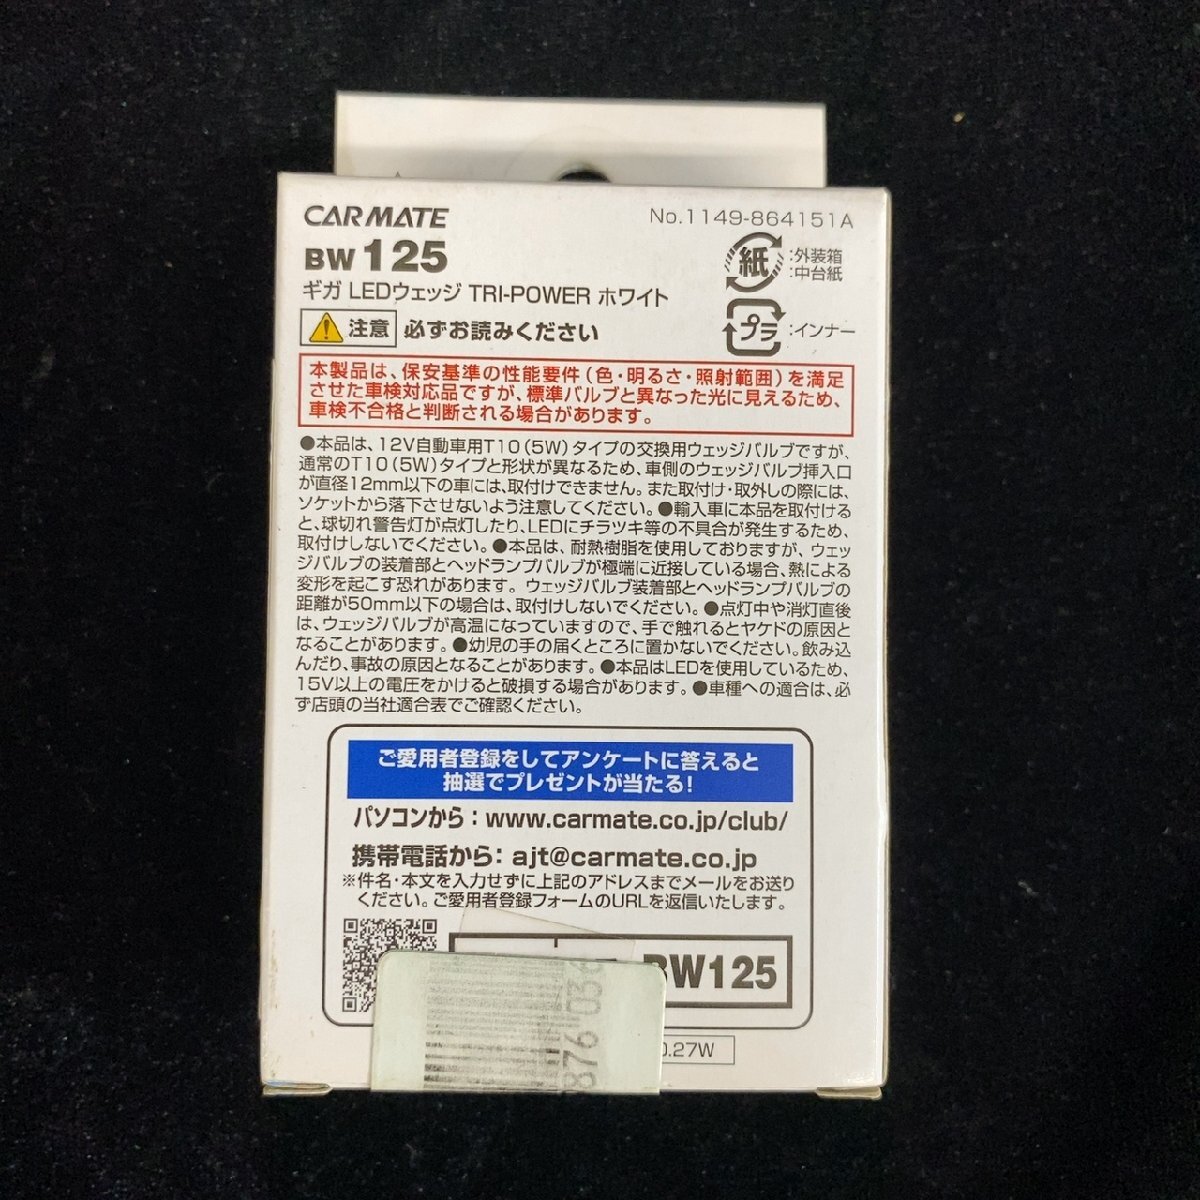 CARMATE
No.1149-864151A
BW 125
ギガ LEDウェッジ TRI-POWER ホワイト
紙 :外装箱
:中台紙
プラ :インナー
注意 必ずお読みください
本製品は、保安基準の性能要件(色・明るさ・照射範囲)を満足
させた車検対応品ですが、標準バルブと異なった光に見えるため、
車検不合格と判断される場合があります。
●本品は、12V自動車用T10(5W)タイプの交換用ウェッジバルブですが、
通常のT10(5W)タイプと形状が異なるため、車側のウェッジバルブ挿入口
が直径12mm以下の車には、取付けできません。また取付け・取外しの際には、
ソケットから落下させないよう注意してください。●輸入車に本品を取付ける
と、球切れ警告灯が点灯したり、LEDにチラツキ等の不具合が発生するため、
取付けしないでください。●本品は、耐熱樹脂を使用しておりますが、ウェッ
ジバルブの装着部とヘッドランプバルブが極端に近接している場合、熱による
変形を起こす恐れがあります。ウェッジバルブ装着部とヘッドランプバルブの
距離が50mm以下の場合は、取付けしないでください。●点灯中や消灯直後
は、ウェッジバルブが高温になっていますので、手で触れるとヤケドの原因と
なることがあります。●幼児の手の届くところに置かないでください。飲み込
んだり、事故の原因となることがあります。●本品はLEDを使用しているため、
15V以上の電圧をかけると破損する場合があります。●車種への適合は、必
ず店頭の当社適合表でご確認ください。
ご愛用者登録をしてアンケートに答えると
抽選でプレゼントが当たる!
パソコンから:www.carmate.co.jp/club/
携帯電話から:ajt@carmate.co.jp
※件名・本文を入力せずに上記のアドレスまでメールをお送り
ください。ご愛用者登録フォームのURLを返信いたします。
BW125
0.27W